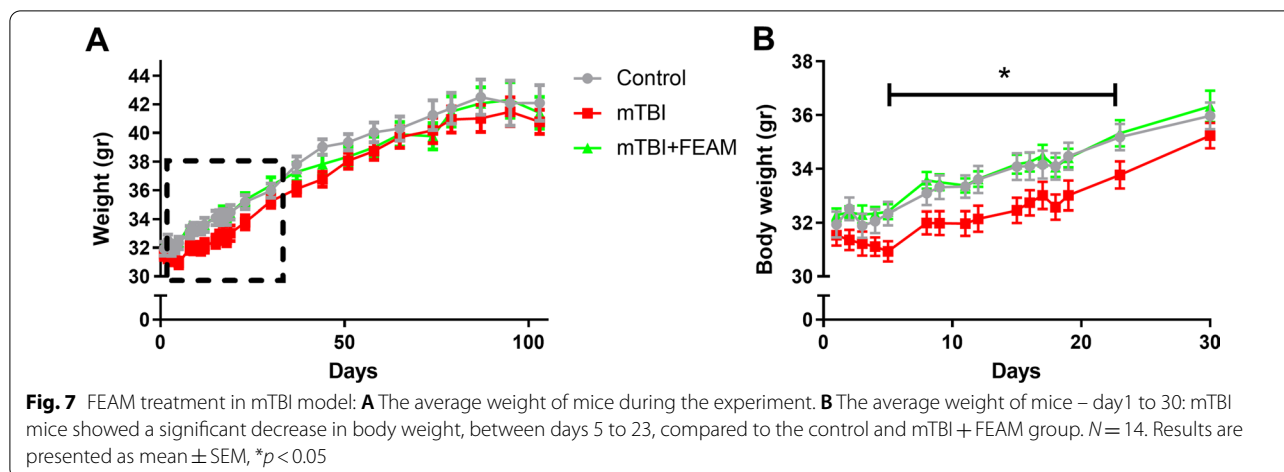 A
B
Weight (gr)
44
42
40
38
36
34
32
30
0
0
50
100
Days
Control
mTBI
mTBI+FEAM
Body weight (gr)
38
36
34
32
30
0
*
0
10
20
30
Days
Fig. 7 FEAM treatment in mTBI model: A The average weight of mice during the experiment. B The average weight of mice – day1 to 30: mTBI
mice showed a significant decrease in body weight, between days 5 to 23, compared to the control and mTBI + FEAM group. N = 14. Results are
presented as mean ± SEM, *p < 0.05